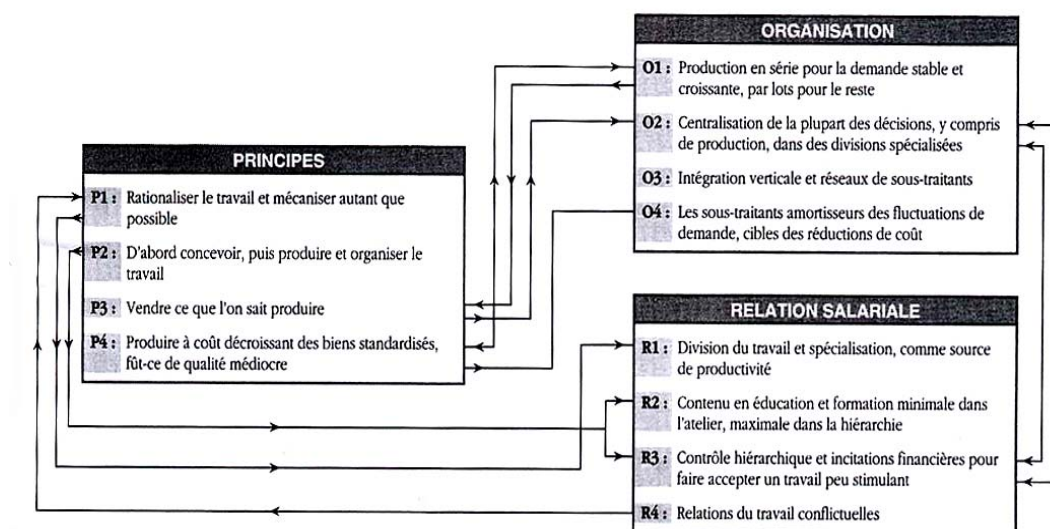 ORGANISATION
O1 : Production en série pour la demande stable et
croissante, par lots pour le reste
O2 : Centralisation de la plupart des décisions, y compris
de production, dans des divisions spécialisées
O3 : Intégration verticale et réseaux de sous-traitants
O4 : Les sous-traitants amortisseurs des fluctuations de
demande, cibles des réductions de coût
PRINCIPES
P1 : Rationaliser le travail et mécaniser autant que
possible
P2 : D'abord concevoir, puis produire et organiser le
travail
P3 : Vendre ce que l'on sait produire
P4 : Produire à coût décroissant des biens standardisés,
fût-ce de qualité médiocre
RELATION SALARIALE
R1 : Division du travail et spécialisation, comme source
de productivité
R2 : Contenu en éducation et formation minimale dans
l'atelier, maximale dans la hiérarchie
R3 : Contrôle hiérarchique et incitations financières pour
faire accepter un travail peu stimulant
R4 : Relations du travail conflictuelles